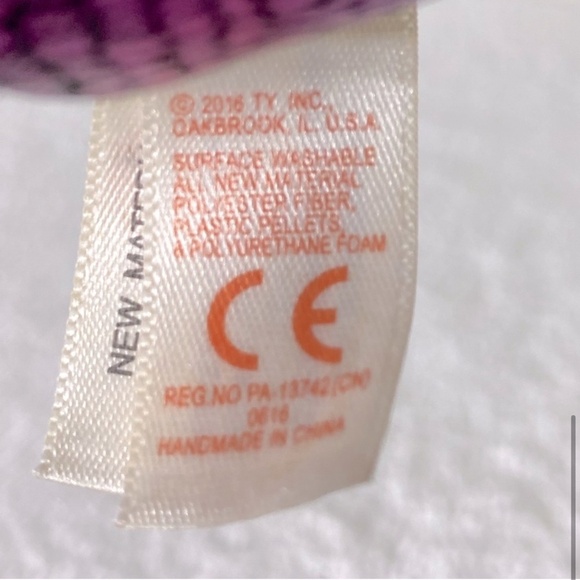 © 2016 TY, INC.,
OAKBROOK, IL. U.S.A.
SURFACE WASHABLE
ALL NEW MATERIAL
POLYESTER FIBER,
PLASTIC PELLETS,
& POLYURETHANE FOAM
CE
REG.NO PA-13742(CN)
0616
HANDMADE IN CHINA
NEW